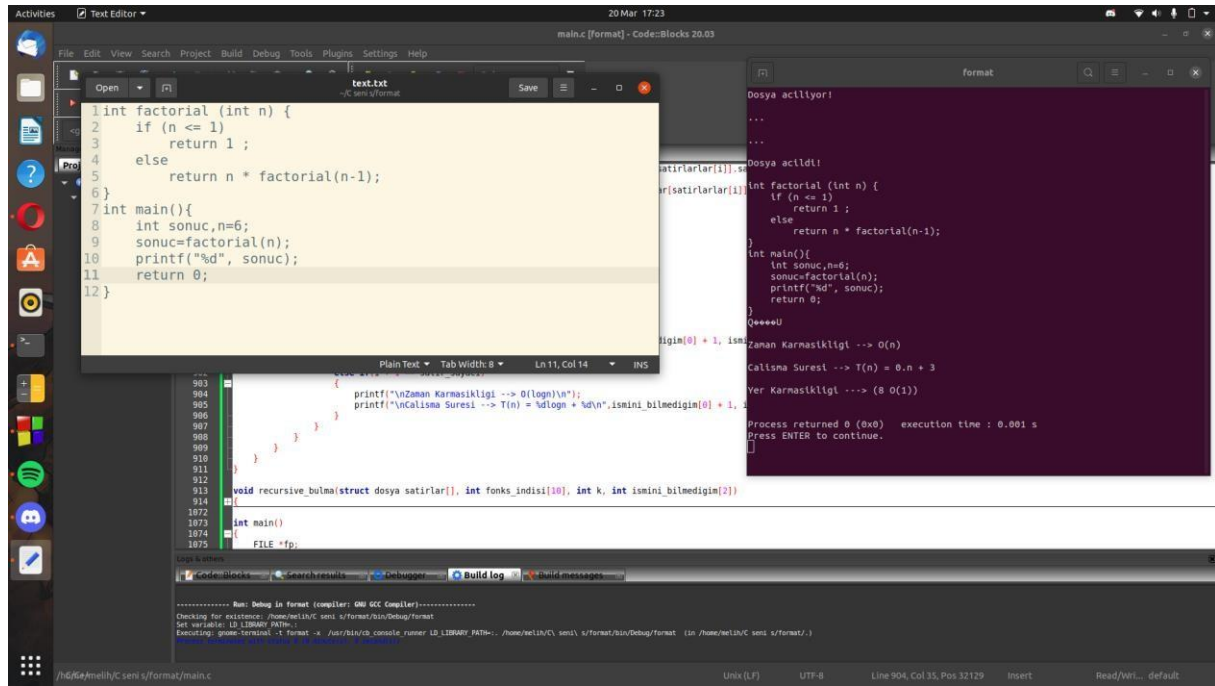 Activities Text Editor 20 Mar 17:23
main.c [format] - Code::Blocks 20.03
File Edit View Search Project Build Debug Tools Plugins Settings Help
Open text.txt Save
~/C seni s/format
1 int factorial (int n) {
2 if (n <= 1)
3 return 1 ;
4 else
5 return n * factorial(n-1);
6 }
7 int main(){
8 int sonuc,n=6;
9 sonuc=factorial(n);
10 printf("%d", sonuc);
11 return 0;
12 }
Plain Text Tab Width: 8 Ln 11, Col 14 INS
903 {
904 printf("\nZaman Karmasikligi --> O(logn)\n");
905 printf("\nCalisma Suresi --> T(n) = %dlogn + %d\n",ismini_bilmedigim[0] + 1, i
906 }
907 }
908 }
909 }
910 }
911 }
912
913 void recursive_bulma(struct dosya satirlar[], int fonks_indisi[10], int k, int ismini_bilmedigim[2])
914 {
1072
1073 int main()
1074 {
1075 FILE *fp;
format
Dosya aciliyor!
...
...
...
Dosya acildi!
int factorial (int n) {
if (n <= 1)
return 1 ;
else
return n * factorial(n-1);
}
int main(){
int sonuc,n=6;
sonuc=factorial(n);
printf("%d", sonuc);
return 0;
}
Q����U
Zaman Karmasikligi --> O(n)
Calisma Suresi --> T(n) = 0.n + 3
Yer Karmasikligi ---> (8 O(1))
Process returned 0 (0x0) execution time : 0.001 s
Press ENTER to continue.
Logs & others
Code::Blocks Search results Debugger Build log Build messages
-------------- Run: Debug in format (compiler: GNU GCC Compiler)---------------
Checking for existence: /home/melih/C seni s/format/bin/Debug/format
Set variable: LD_LIBRARY_PATH=.:
Executing: gnome-terminal -t format -x /usr/bin/cb_console_runner LD_LIBRARY_PATH=:. /home/melih/C\ seni\ s/format/bin/Debug/format (in /home/melih/C seni s/format/.)
Unix (LF) UTF-8 Line 904, Col 35, Pos 32129 Insert Read/Wri... default